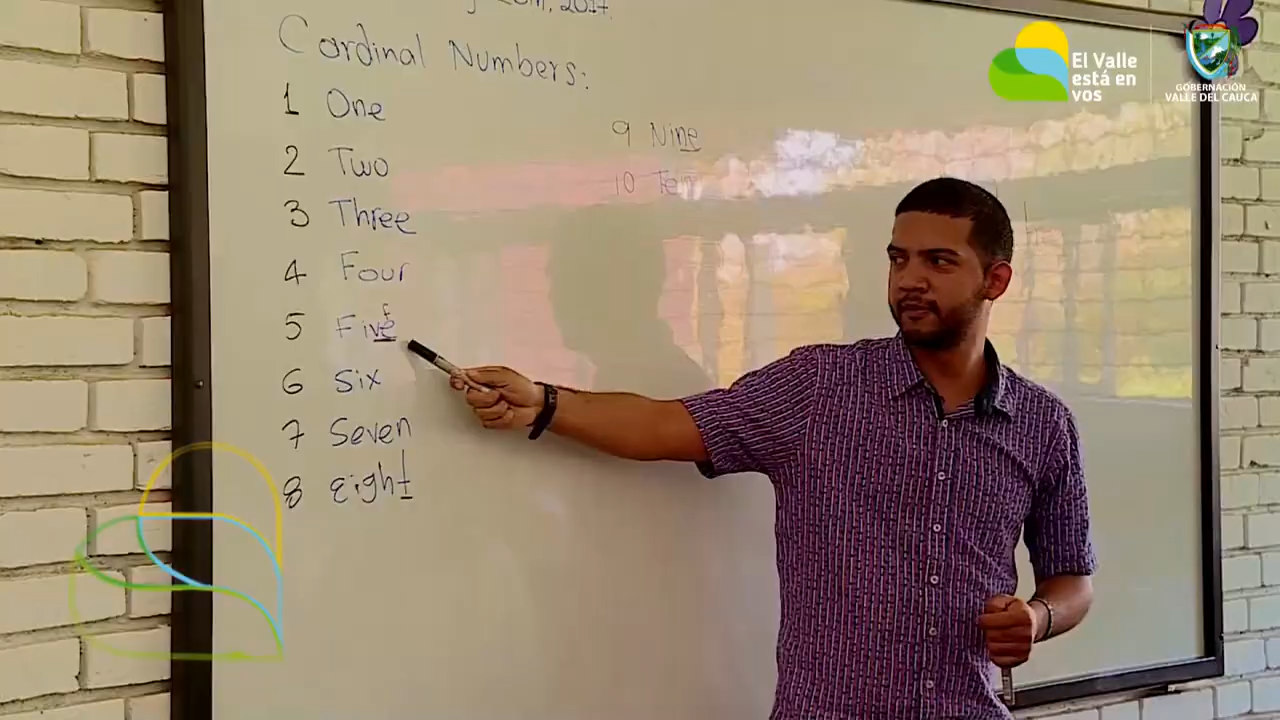 2017.
Cardinal Numbers:
1 One
2 Two
3 Three
4 Four
5 Five
f
6 Six
7 Seven
8 eight
9 Nine
10 Ten
El Valle
está en
vos
GOBERNACIÓN
VALLE DEL CAUCA